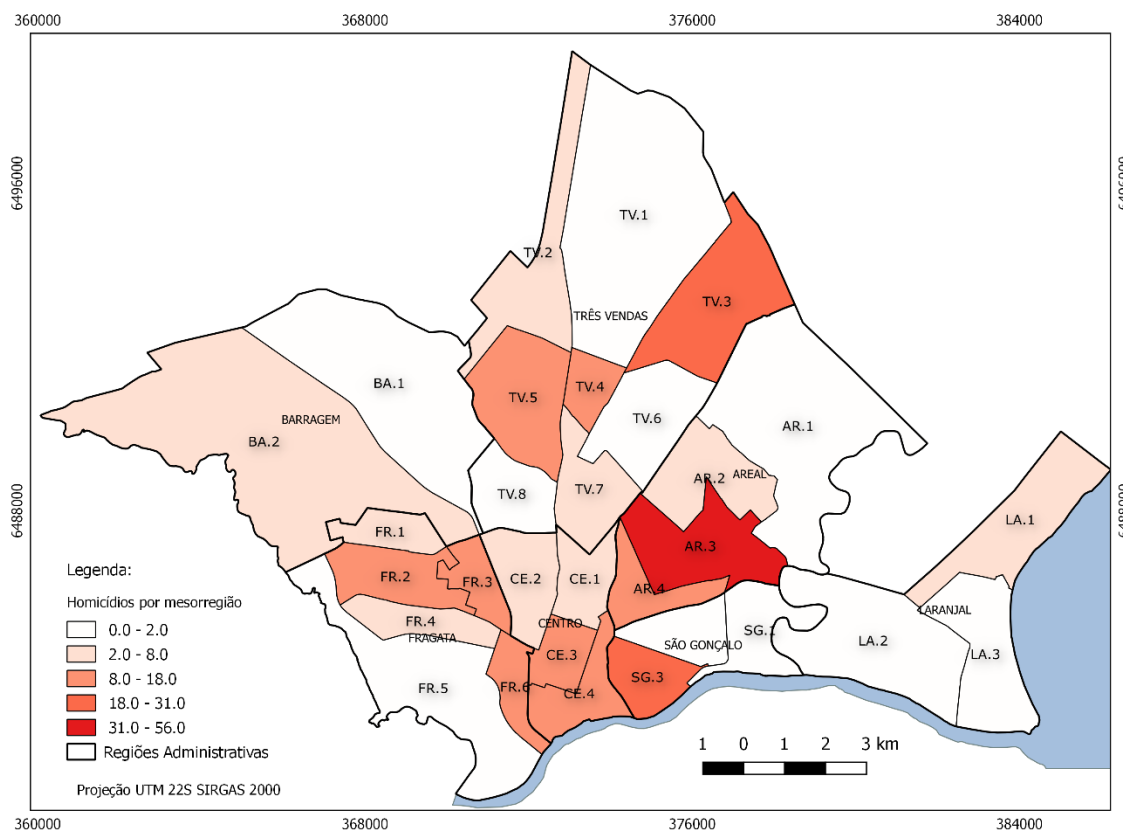 360000
368000
376000
384000
6496000
6496000
TV.1
TV.2
TV.3
TRÊS VENDAS
BA.1
TV.5
TV.4
TV.6
BARRAGEM
BA.2
AR.1
AR.2
AREAL
TV.8
TV.7
6488000
6488000
LA.1
FR.1
AR.3
Legenda:
FR.2
FR.3
CE.2
CE.1
AR.4
Homicídios por mesorregião
0.0 - 2.0
FR.4
FRAGATA
CENTRO
SÃO GONÇALO
SG.1
LARANJAL
2.0 - 8.0
LA.2
LA.3
8.0 - 18.0
CE.3
FR.5
FR.6
CE.4
SG.3
18.0 - 31.0
31.0 - 56.0
Regiões Administrativas
1 0 1 2 3 km
Projeção UTM 22S SIRGAS 2000
360000
368000
376000
384000